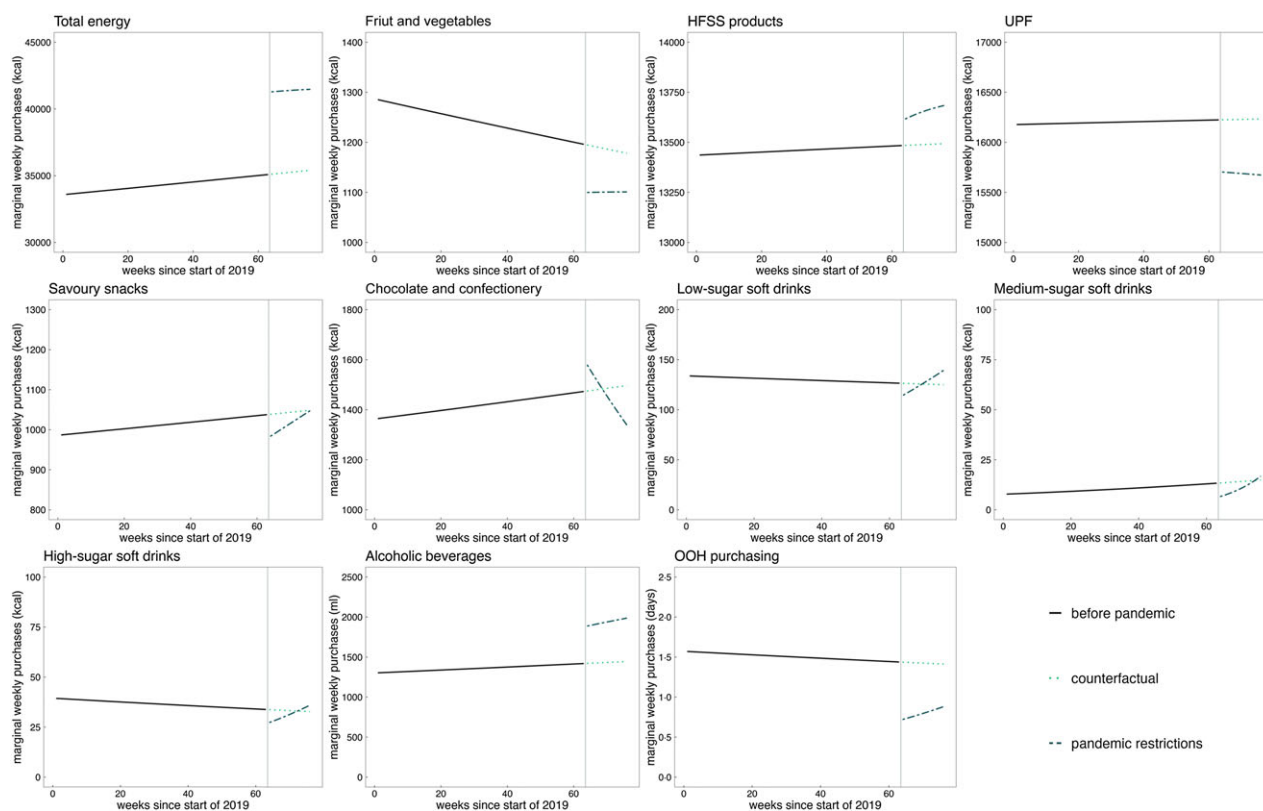 Total energy
marginal weekly purchases (kcal)
45000
40000
35000
30000
0
20
40
60
weeks since start of 2019
Friut and vegetables
marginal weekly purchases (kcal)
1400
1300
1200
1100
1000
0
20
40
60
weeks since start of 2019
HFSS products
marginal weekly purchases (kcal)
14000
13750
13500
13250
13000
0
20
40
60
weeks since start of 2019
UPF
marginal weekly purchases (kcal)
17000
16500
16000
15500
15000
0
20
40
60
weeks since start of 2019
Savoury snacks
marginal weekly purchases (kcal)
1300
1200
1100
1000
900
800
0
20
40
60
weeks since start of 2019
Chocolate and confectionery
marginal weekly purchases (kcal)
1800
1600
1400
1200
1000
0
20
40
60
weeks since start of 2019
Low-sugar soft drinks
marginal weekly purchases (kcal)
200
150
100
50
0
0
20
40
60
weeks since start of 2019
Medium-sugar soft drinks
marginal weekly purchases (kcal)
100
75
50
25
0
0
20
40
60
weeks since start of 2019
High-sugar soft drinks
marginal weekly purchases (kcal)
100
75
50
25
0
0
20
40
60
weeks since start of 2019
Alcoholic beverages
marginal weekly purchases (ml)
2500
2000
1500
1000
500
0
0
20
40
60
weeks since start of 2019
OOH purchasing
marginal weekly purchases (days)
2·5
2·0
1·5
1·0
0·5
0·0
0
20
40
60
weeks since start of 2019
before pandemic
counterfactual
pandemic restrictions